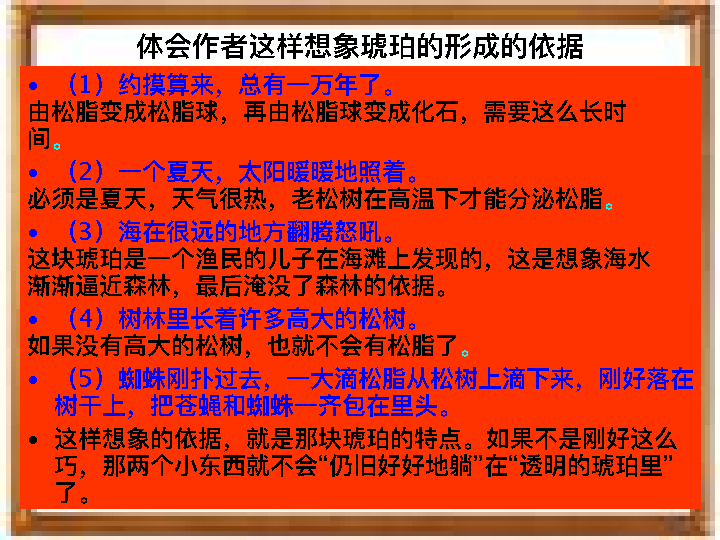 体会作者这样想象琥珀的形成的依据
• （1）约摸算来，总有一万年了。
由松脂变成松脂球，再由松脂球变成化石，需要这么长时
间。
• （2）一个夏天，太阳暖暖地照着。
必须是夏天，天气很热，老松树在高温下才能分泌松脂。
• （3）海在很远的地方翻腾怒吼。
这块琥珀是一个渔民的儿子在海滩上发现的，这是想象海水
渐渐逼近森林，最后淹没了森林的依据。
• （4）树林里长着许多高大的松树。
如果没有高大的松树，也就不会有松脂了。
• （5）蜘蛛刚扑过去，一大滴松脂从松树上滴下来，刚好落在
树干上，把苍蝇和蜘蛛一齐包在里头。
• 这样想象的依据，就是那块琥珀的特点。如果不是刚好这么
巧，那两个小东西就不会“仍旧好好地躺”在“透明的琥珀里”
了。